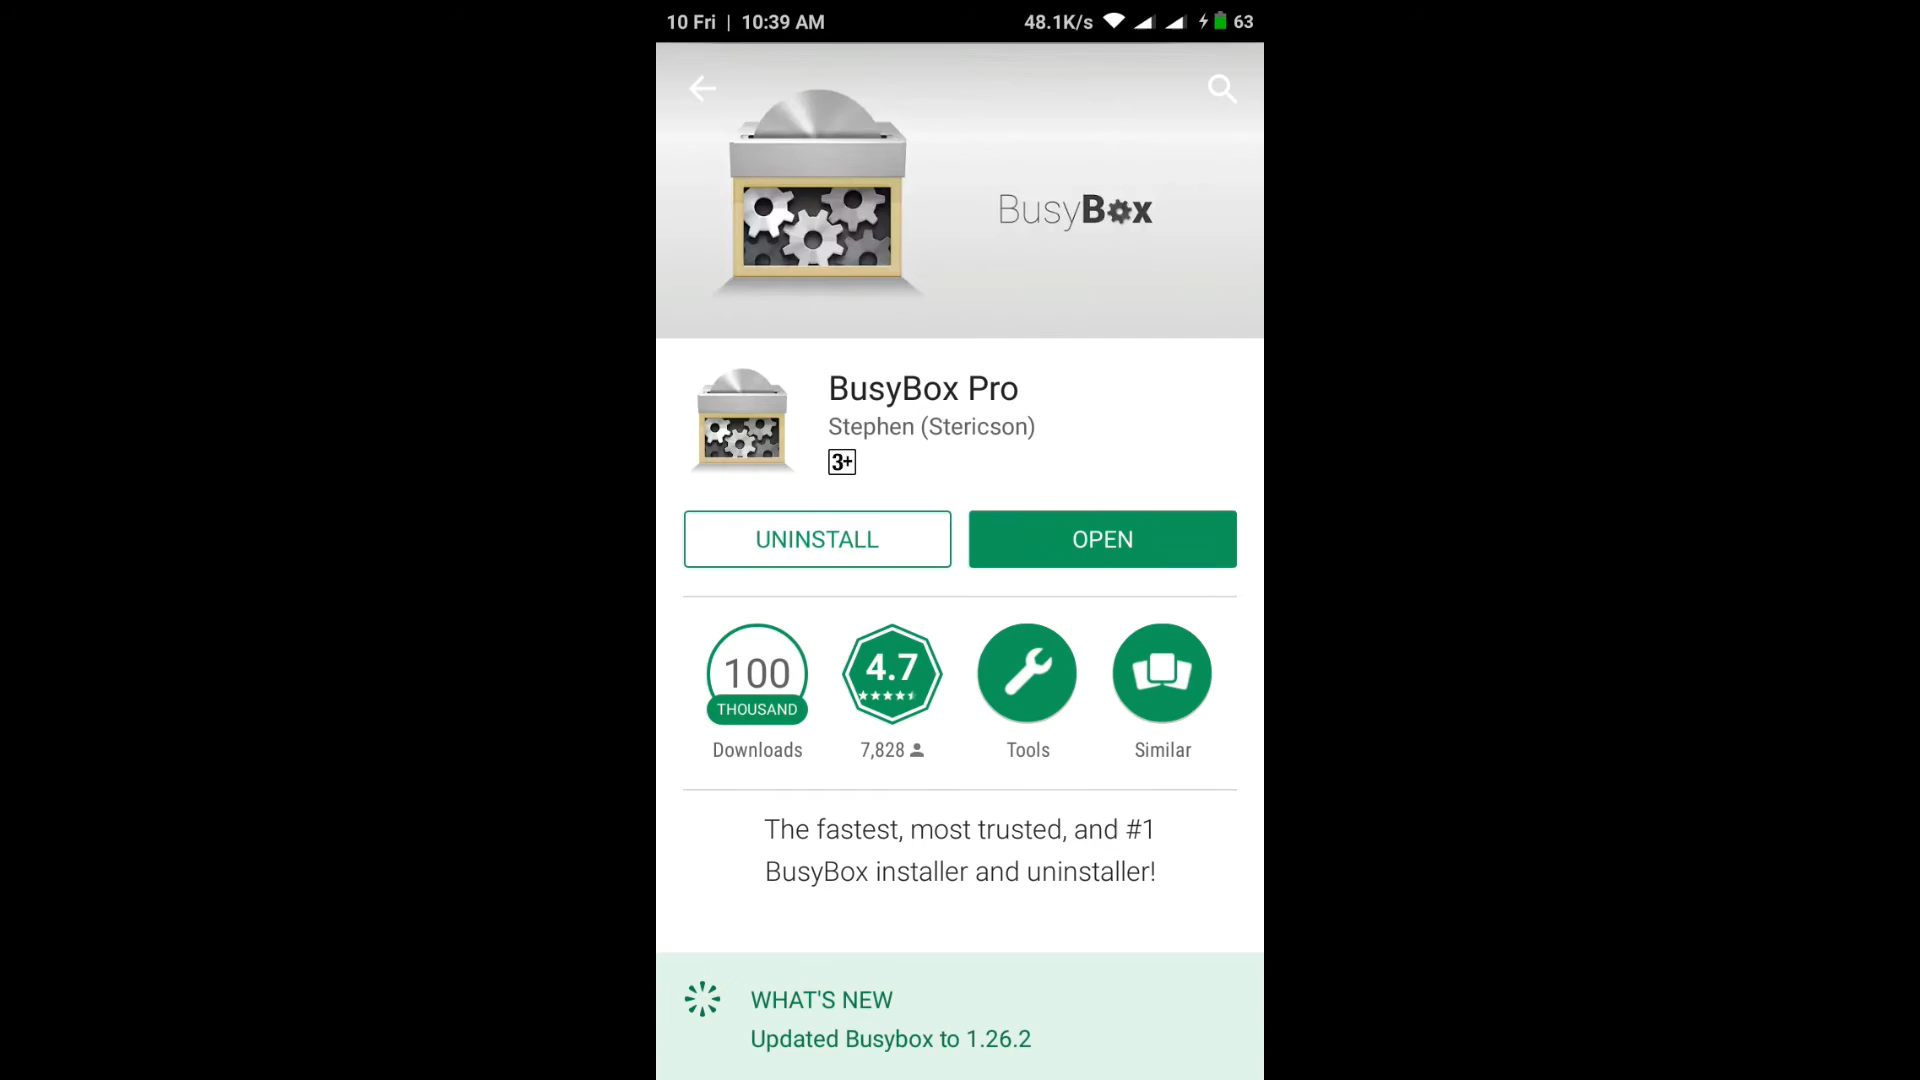 10 Fri | 10:39 AM 48.1K/s 63
BusyBox
BusyBox Pro
Stephen (Stericson)
3+
UNINSTALL OPEN
100 4.7
THOUSAND
Downloads 7,828 Tools Similar
The fastest, most trusted, and #1
BusyBox installer and uninstaller!
WHAT'S NEW
Updated Busybox to 1.26.2